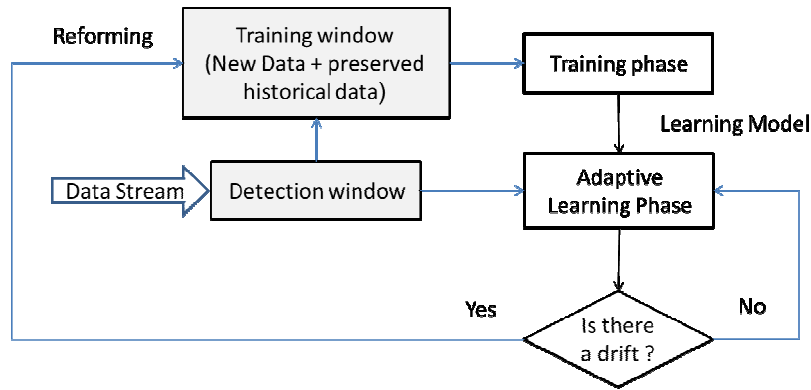 Reforming
Training window
(New Data + preserved
historical data)
Training phase
Learning Model
Data Stream
Detection window
Adaptive
Learning Phase
Yes
No
Is there
a drift ?